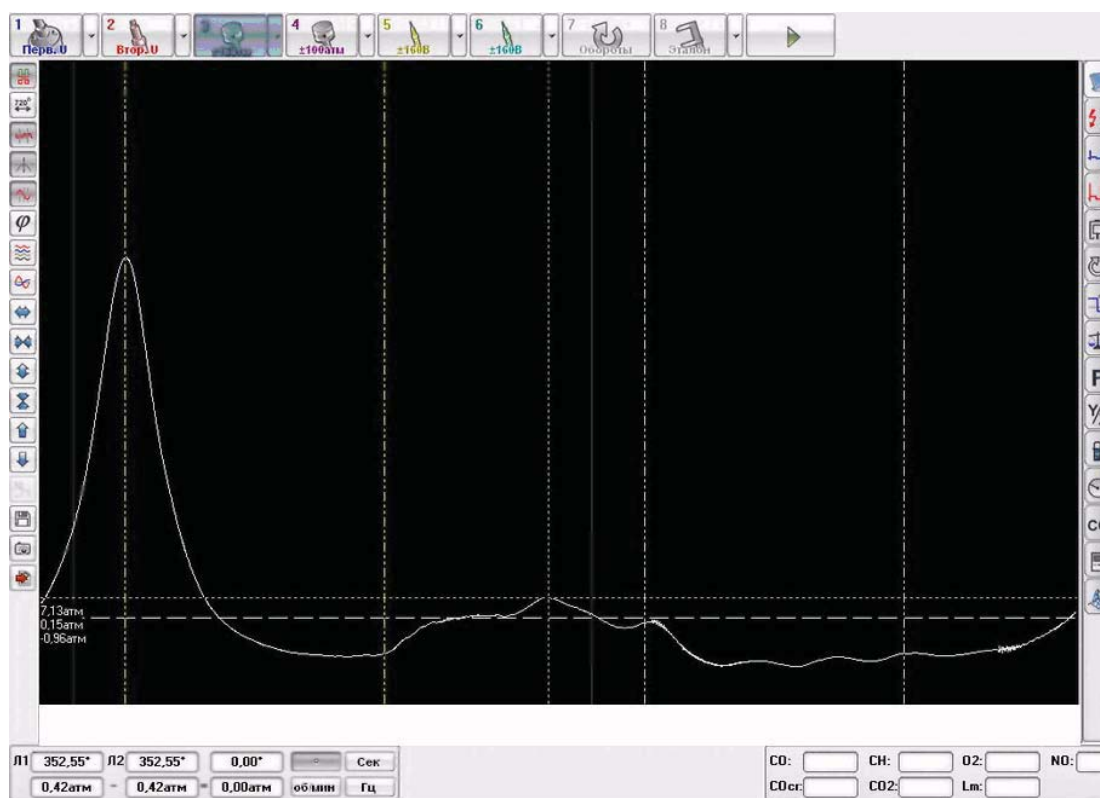 1 2 3 4 5 6 7 8
Перв. U Втор. U ±100атм ±160В ±160В Обороты Эталон
720°
φ
F
Y/
CO
7,13атм
0,15атм
-0,96атм
Л1 352,55° Л2 352,55° 0,00° Сек
0,42атм - 0,42атм = 0,00атм об\мин Гц
CO: CH: O2: NO:
COcr: CO2: Lm: